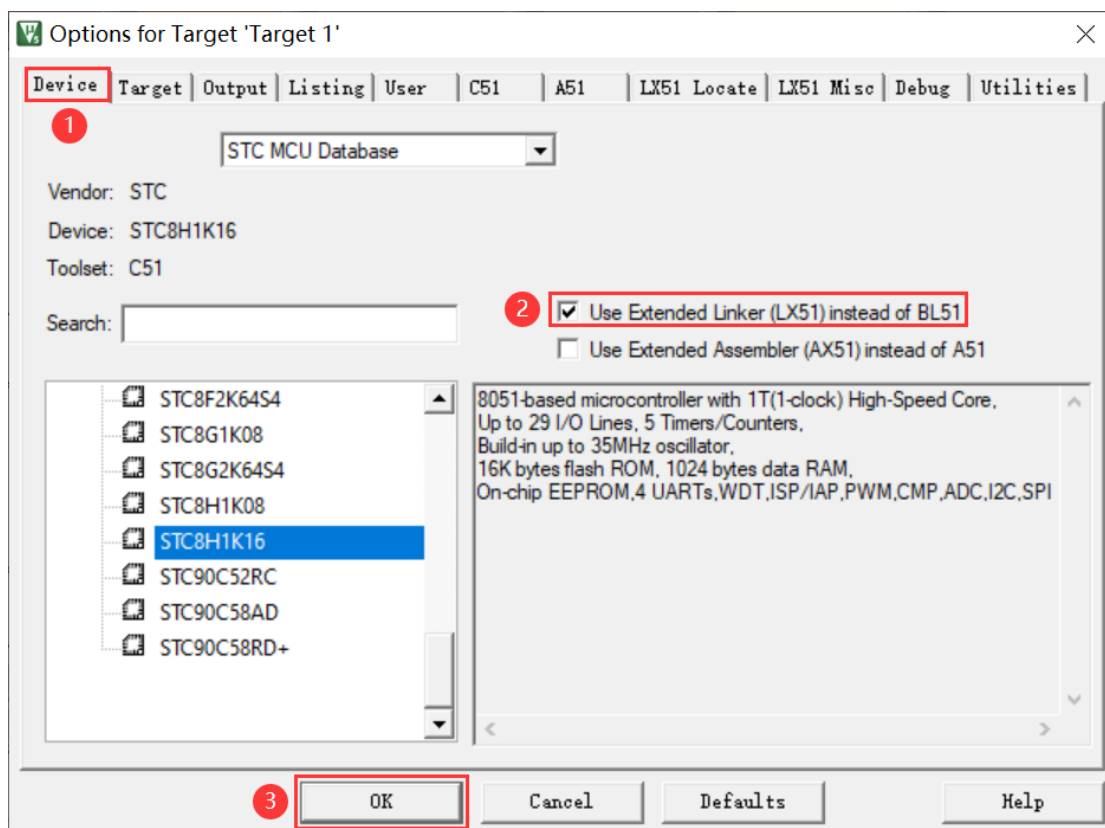 Options for Target 'Target 1'
Device Target Output Listing User C51 A51 LX51 Locate LX51 Misc Debug Utilities
1
STC MCU Database
Vendor: STC
Device: STC8H1K16
Toolset: C51
Search:
2 Use Extended Linker (LX51) instead of BL51
Use Extended Assembler (AX51) instead of A51
STC8F2K64S4
STC8G1K08
STC8G2K64S4
STC8H1K08
STC8H1K16
STC90C52RC
STC90C58AD
STC90C58RD+
8051-based microcontroller with 1T(1-clock) High-Speed Core,
Up to 29 I/O Lines, 5 Timers/Counters,
Build-in up to 35MHz oscillator,
16K bytes flash ROM, 1024 bytes data RAM,
On-chip EEPROM,4 UARTs,WDT,ISP/IAP,PWM,CMP,ADC,I2C,SPI
3 OK Cancel Defaults Help